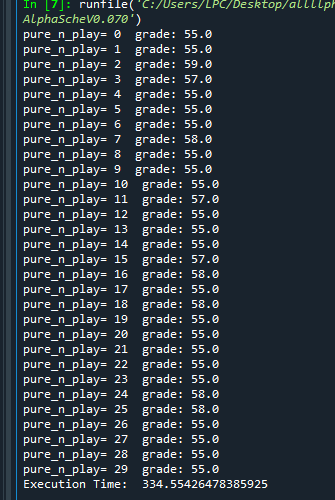 In [7]: runfile('C:/Users/LPC/Desktop/allllph
AlphaScheV0.070')
pure_n_play= 0  grade: 55.0
pure_n_play= 1  grade: 55.0
pure_n_play= 2  grade: 59.0
pure_n_play= 3  grade: 57.0
pure_n_play= 4  grade: 55.0
pure_n_play= 5  grade: 55.0
pure_n_play= 6  grade: 55.0
pure_n_play= 7  grade: 58.0
pure_n_play= 8  grade: 55.0
pure_n_play= 9  grade: 55.0
pure_n_play= 10  grade: 55.0
pure_n_play= 11  grade: 57.0
pure_n_play= 12  grade: 55.0
pure_n_play= 13  grade: 55.0
pure_n_play= 14  grade: 55.0
pure_n_play= 15  grade: 57.0
pure_n_play= 16  grade: 58.0
pure_n_play= 17  grade: 55.0
pure_n_play= 18  grade: 58.0
pure_n_play= 19  grade: 55.0
pure_n_play= 20  grade: 55.0
pure_n_play= 21  grade: 55.0
pure_n_play= 22  grade: 55.0
pure_n_play= 23  grade: 55.0
pure_n_play= 24  grade: 58.0
pure_n_play= 25  grade: 58.0
pure_n_play= 26  grade: 55.0
pure_n_play= 27  grade: 55.0
pure_n_play= 28  grade: 55.0
pure_n_play= 29  grade: 55.0
Execution Time:  334.55426478385925